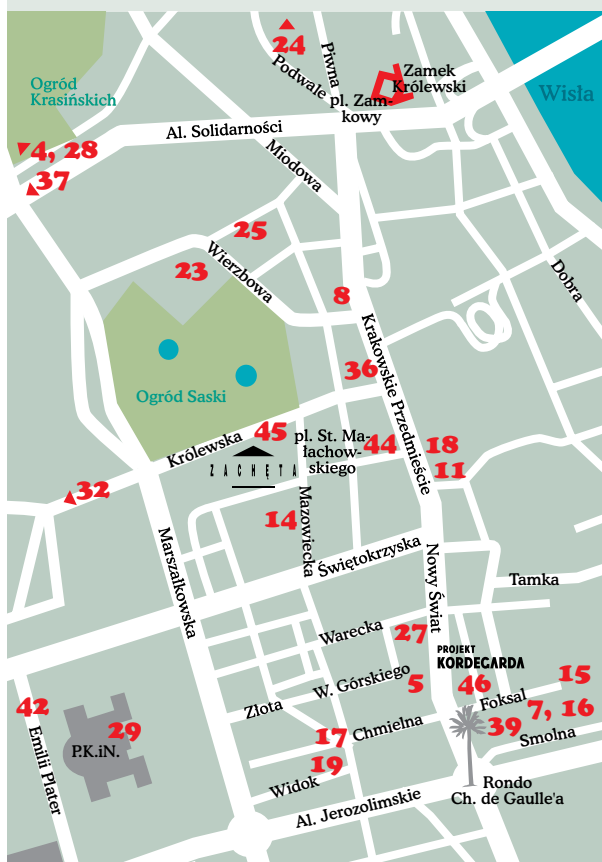 24
Piwna
Podwale
Zamek
Królewski
pl. Zam-
kowy
Ogród
Krasińskich
Wisła
Al. Solidarności
4, 28
37
Miodowa
25
23
Wierzbowa
Dobra
8
Krakowskie Przedmieście
36
Ogród Saski
45
Królewska
ZACHĘTA
pl. St. Ma-
łachow-
skiego
44
18
11
32
14
Mazowiecka
Marszałkowska
Świętokrzyska
Nowy Świat
Tamka
Warecka
27
PROJEKT
KORDEGARDA
W. Górskiego
5
46
15
Foksal
7, 16
39
Smolna
Złota
42
29
P.K.iN.
Emilii Plater
17
Chmielna
19
Widok
Al. Jerozolimskie
Rondo
Ch. de Gaulle'a